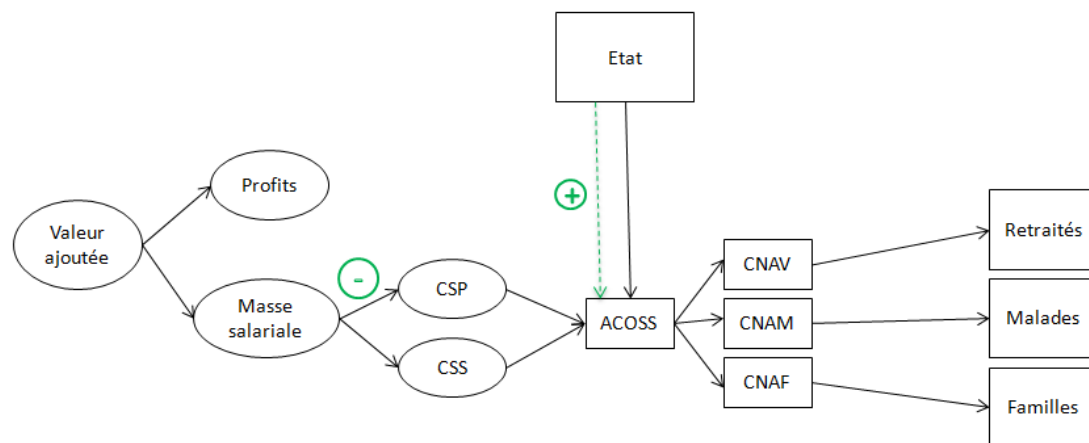 Etat
Profits
+
Valeur
ajoutée
Retraités
CNAV
-
CSP
Masse
salariale
ACOSS
CNAM
Malades
CSS
CNAF
Familles